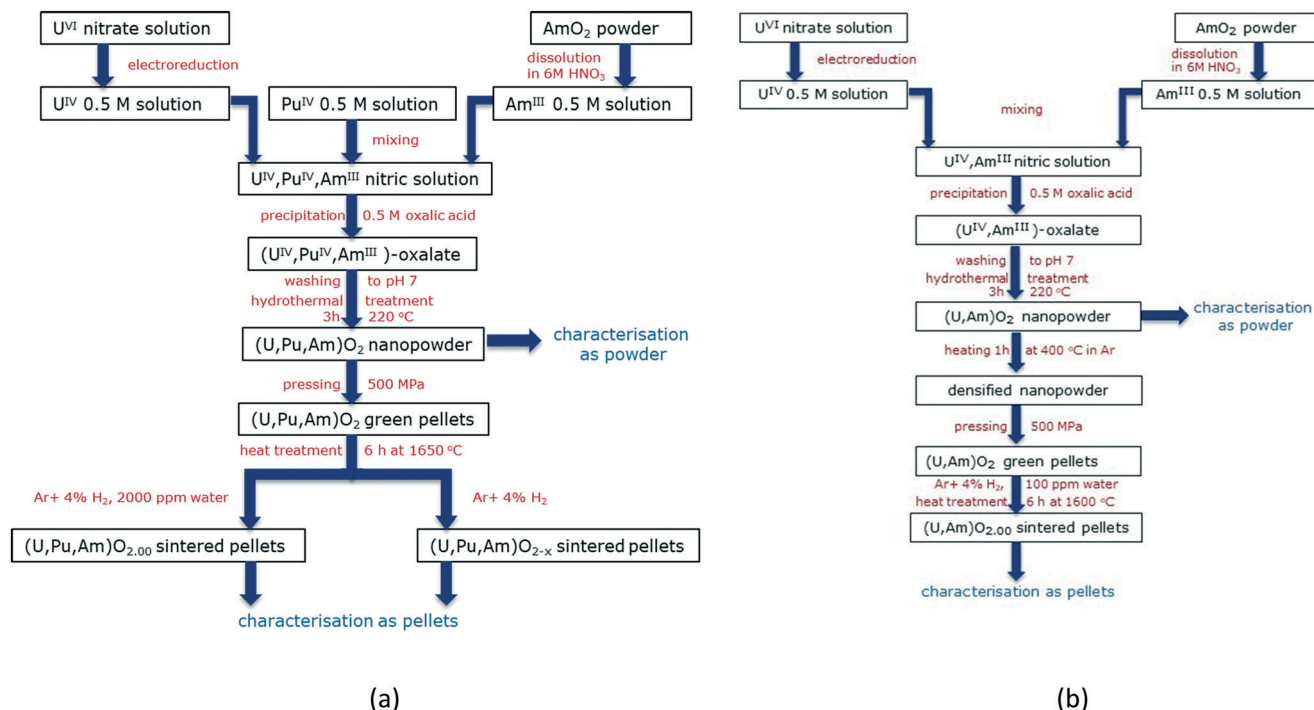 U^VI nitrate solution
AmO₂ powder
electroreduction
dissolution
in 6M HNO₃
U^IV 0.5 M solution
Pu^IV 0.5 M solution
Am^III 0.5 M solution
mixing
U^IV,Pu^IV,Am^III nitric solution
precipitation 0.5 M oxalic acid
(U^IV,Pu^IV,Am^III )-oxalate
washing to pH 7
hydrothermal treatment
3h 220 °C
(U,Pu,Am)O₂ nanopowder
characterisation
as powder
pressing 500 MPa
(U,Pu,Am)O₂ green pellets
heat treatment 6 h at 1650 °C
Ar+ 4% H₂, 2000 ppm water
Ar+ 4% H₂
(U,Pu,Am)O₂.₀₀ sintered pellets
(U,Pu,Am)O₂₋ₓ sintered pellets
characterisation as pellets
(a)
U^VI nitrate solution
AmO₂ powder
electroreduction
dissolution
in 6M HNO₃
U^IV 0.5 M solution
Am^III 0.5 M solution
mixing
U^IV,Am^III nitric solution
precipitation 0.5 M oxalic acid
(U^IV,Am^III )-oxalate
washing to pH 7
hydrothermal treatment
3h 220 °C
(U,Am)O₂ nanopowder
characterisation
as powder
heating 1h at 400 °C in Ar
densified nanopowder
pressing 500 MPa
(U,Am)O₂ green pellets
Ar+ 4% H₂, 100 ppm water
heat treatment, 6 h at 1600 °C
(U,Am)O₂.₀₀ sintered pellets
characterisation as pellets
(b)